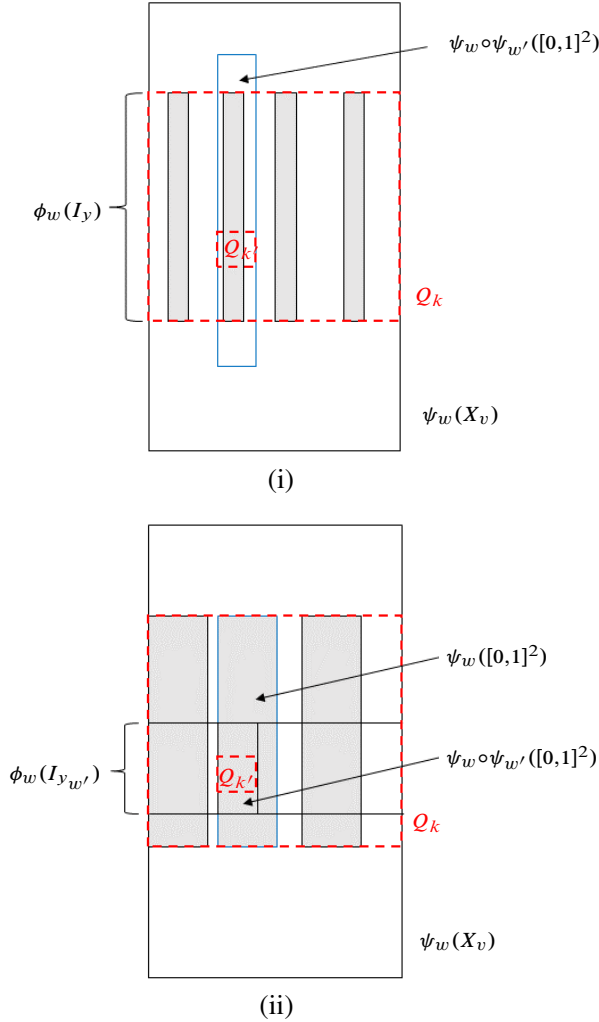 ψ_w∘ψ_{w′}([0,1]²)
ϕ_w(I_y)
Q_{k′}
Q_k
ψ_w(X_v)
(i)
ψ_w([0,1]²)
ϕ_w(I_{y_{w′}})
ψ_w∘ψ_{w′}([0,1]²)
Q_{k′}
Q_k
ψ_w(X_v)
(ii)